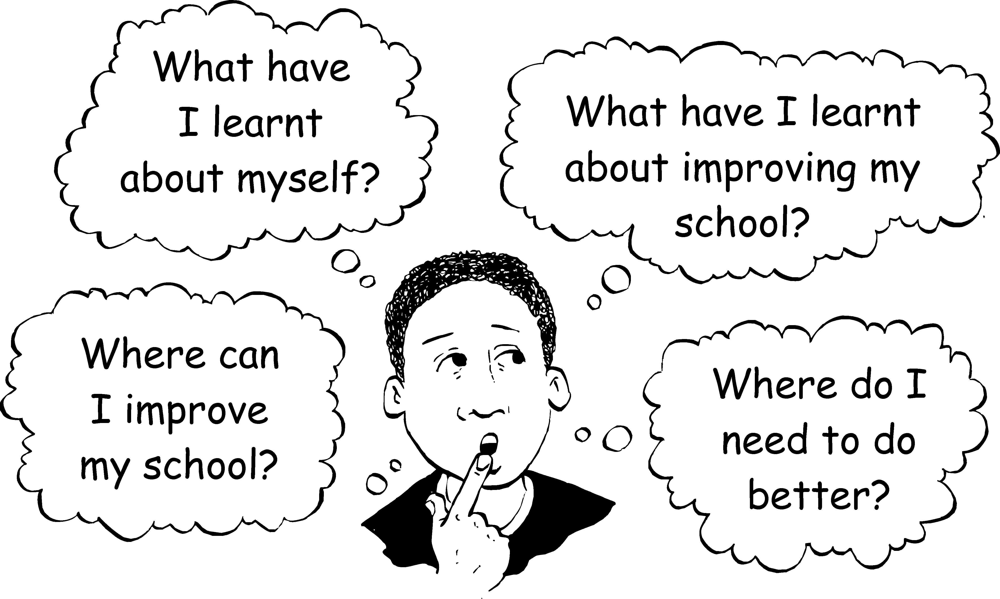 What have
I learnt
about myself?
What have I learnt
about improving my
school?
Where can
I improve
my school?
Where do I
need to do
better?